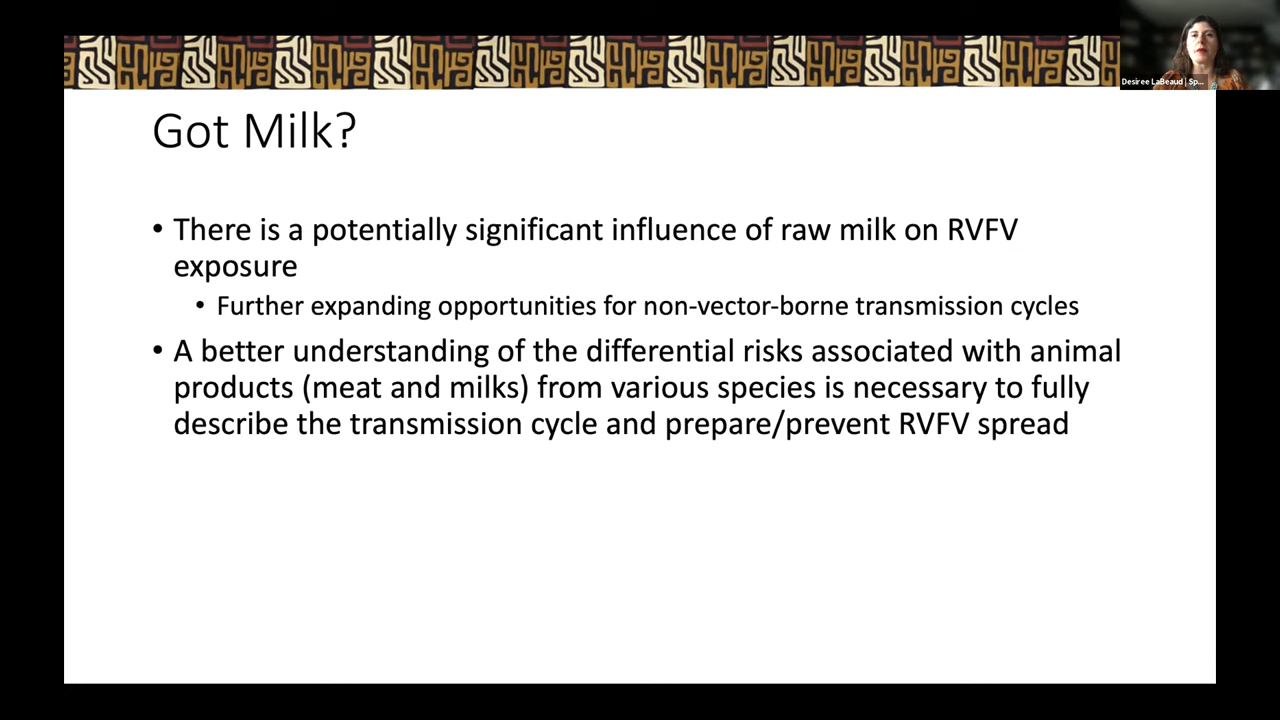 Desiree LaBeaud | Sp...
Got Milk?
• There is a potentially significant influence of raw milk on RVFV
exposure
• Further expanding opportunities for non-vector-borne transmission cycles
• A better understanding of the differential risks associated with animal
products (meat and milks) from various species is necessary to fully
describe the transmission cycle and prepare/prevent RVFV spread